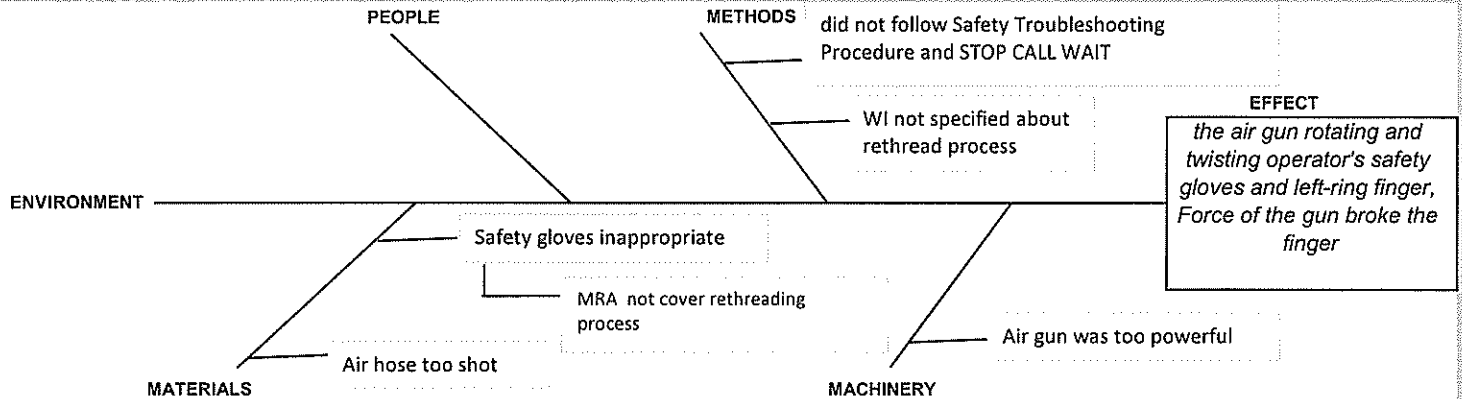 PEOPLE
METHODS
did not follow Safety Troubleshooting
Procedure and STOP CALL WAIT
WI not specified about
rethread process
EFFECT
the air gun rotating and
twisting operator's safety
gloves and left-ring finger,
Force of the gun broke the
finger
ENVIRONMENT
Safety gloves inappropriate
MRA not cover rethreading
process
Air hose too shot
Air gun was too powerful
MATERIALS
MACHINERY